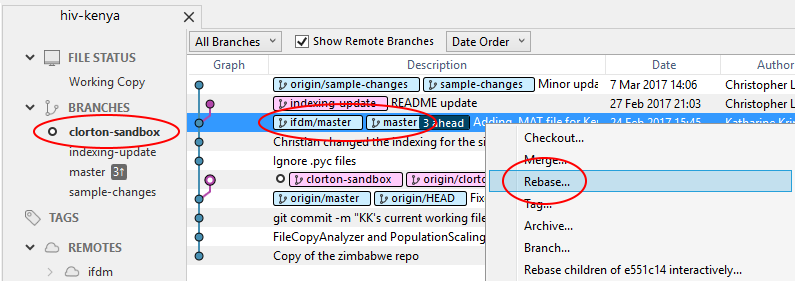 hiv-kenya
FILE STATUS
Working Copy
BRANCHES
clorton-sandbox
indexing-update
master 3↑
sample-changes
TAGS
REMOTES
ifdm
All Branches Show Remote Branches Date Order
Graph Description Date Author
origin/sample-changes sample-changes Minor upda 7 Mar 2017 14:06 Christopher L
indexing-update README update 27 Feb 2017 21:03 Christopher L
ifdm/master master 3 ahead Adding .MAT file for Ke 24 Feb 2017 15:45 Katharine Kri
Christian changed the indexing for the si
Ignore .pyc files
clorton-sandbox origin/clorto
origin/master origin/HEAD Fix
git commit -m "KK's current working file
FileCopyAnalyzer and PopulationScaling
Copy of the zimbabwe repo
Checkout...
Merge...
Rebase...
Tag...
Archive...
Branch...
Rebase children of e551c14 interactively...